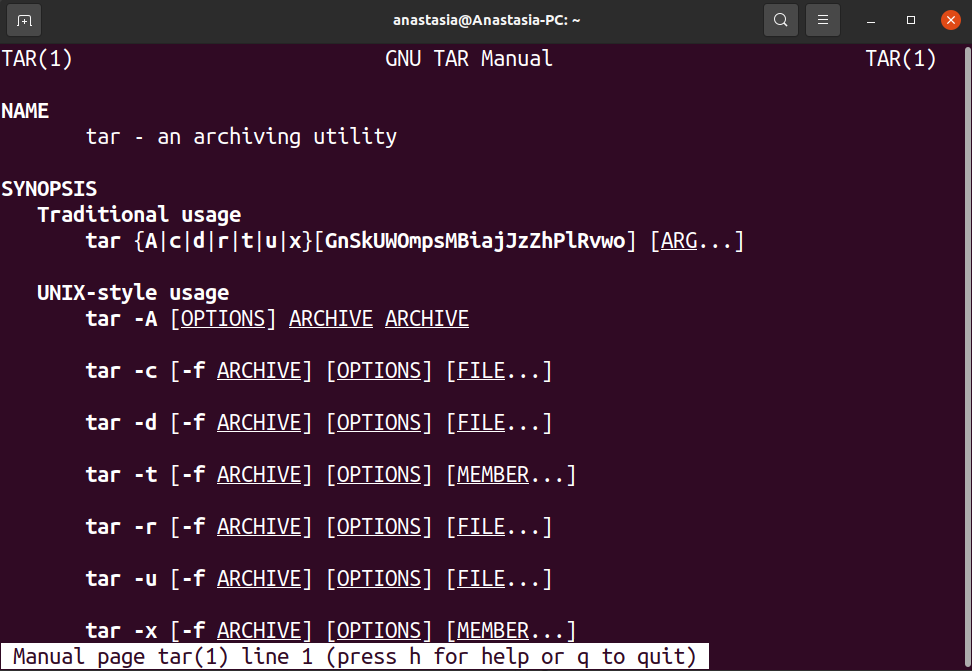 anastasia@Anastasia-PC: ~
TAR(1) GNU TAR Manual TAR(1)
NAME
tar - an archiving utility
SYNOPSIS
Traditional usage
tar {A|c|d|r|t|u|x}[GnSkUWOmpsMBiajJzZhPlRvwo] [ARG...]
UNIX-style usage
tar -A [OPTIONS] ARCHIVE ARCHIVE
tar -c [-f ARCHIVE] [OPTIONS] [FILE...]
tar -d [-f ARCHIVE] [OPTIONS] [FILE...]
tar -t [-f ARCHIVE] [OPTIONS] [MEMBER...]
tar -r [-f ARCHIVE] [OPTIONS] [FILE...]
tar -u [-f ARCHIVE] [OPTIONS] [FILE...]
tar -x [-f ARCHIVE] [OPTIONS] [MEMBER...]
Manual page tar(1) line 1 (press h for help or q to quit)